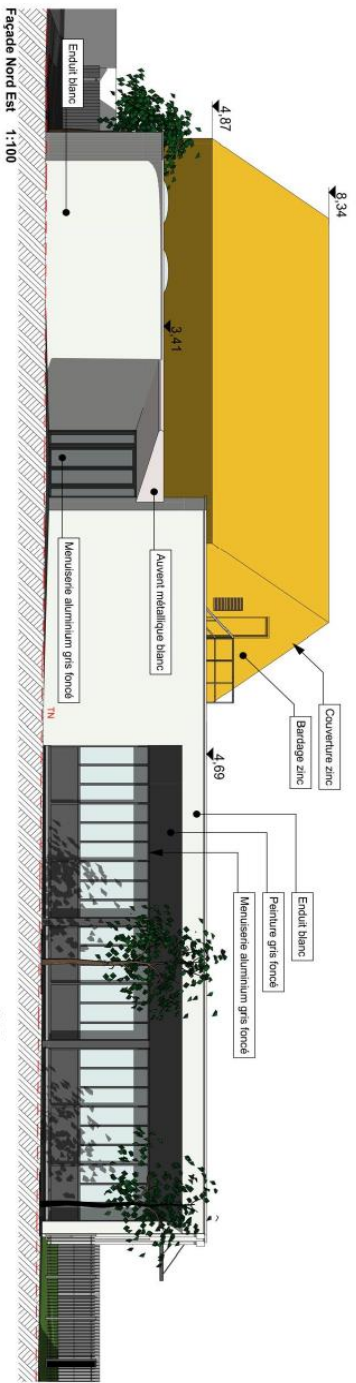 8,34
4,87
Couverture zinc
Bardage zinc
Enduit blanc
Peinture gris foncé
Menuiserie aluminium gris foncé
4,69
3,41
Auvent métallique blanc
Enduit blanc
Menuiserie aluminium gris foncé
TN
Façade Nord Est 1:100